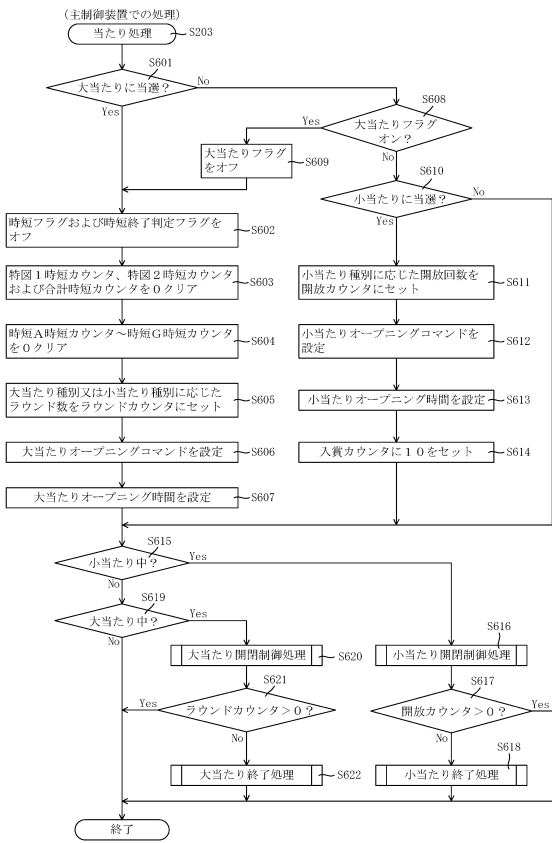 (主制御装置での処理)
当たり処理
S203
S601
大当たりに当選?
No
Yes
S608
大当たりフラグ
オン?
Yes
No
大当たりフラグ
をオフ
S609
S610
小当たりに当選?
No
Yes
時短フラグおよび時短終了判定フラグを
オフ
S602
特図1時短カウンタ、特図2時短カウンタ
および合計時短カウンタを0クリア
S603
時短A時短カウンタ~時短G時短カウンタ
を0クリア
S604
大当たり種別又は小当たり種別に応じた
ラウンド数をラウンドカウンタにセット
S605
大当たりオープニングコマンドを設定
S606
大当たりオープニング時間を設定
S607
小当たり種別に応じた開放回数を
開放カウンタにセット
S611
小当たりオープニングコマンドを
設定
S612
小当たりオープニング時間を設定
S613
入賞カウンタに10をセット
S614
S615
小当たり中?
Yes
No
S619
大当たり中?
Yes
No
大当たり開閉制御処理
S620
S616
小当たり開閉制御処理
S621
ラウンドカウンタ>0?
Yes
No
S617
開放カウンタ>0?
Yes
No
大当たり終了処理
S622
S618
小当たり終了処理
終了